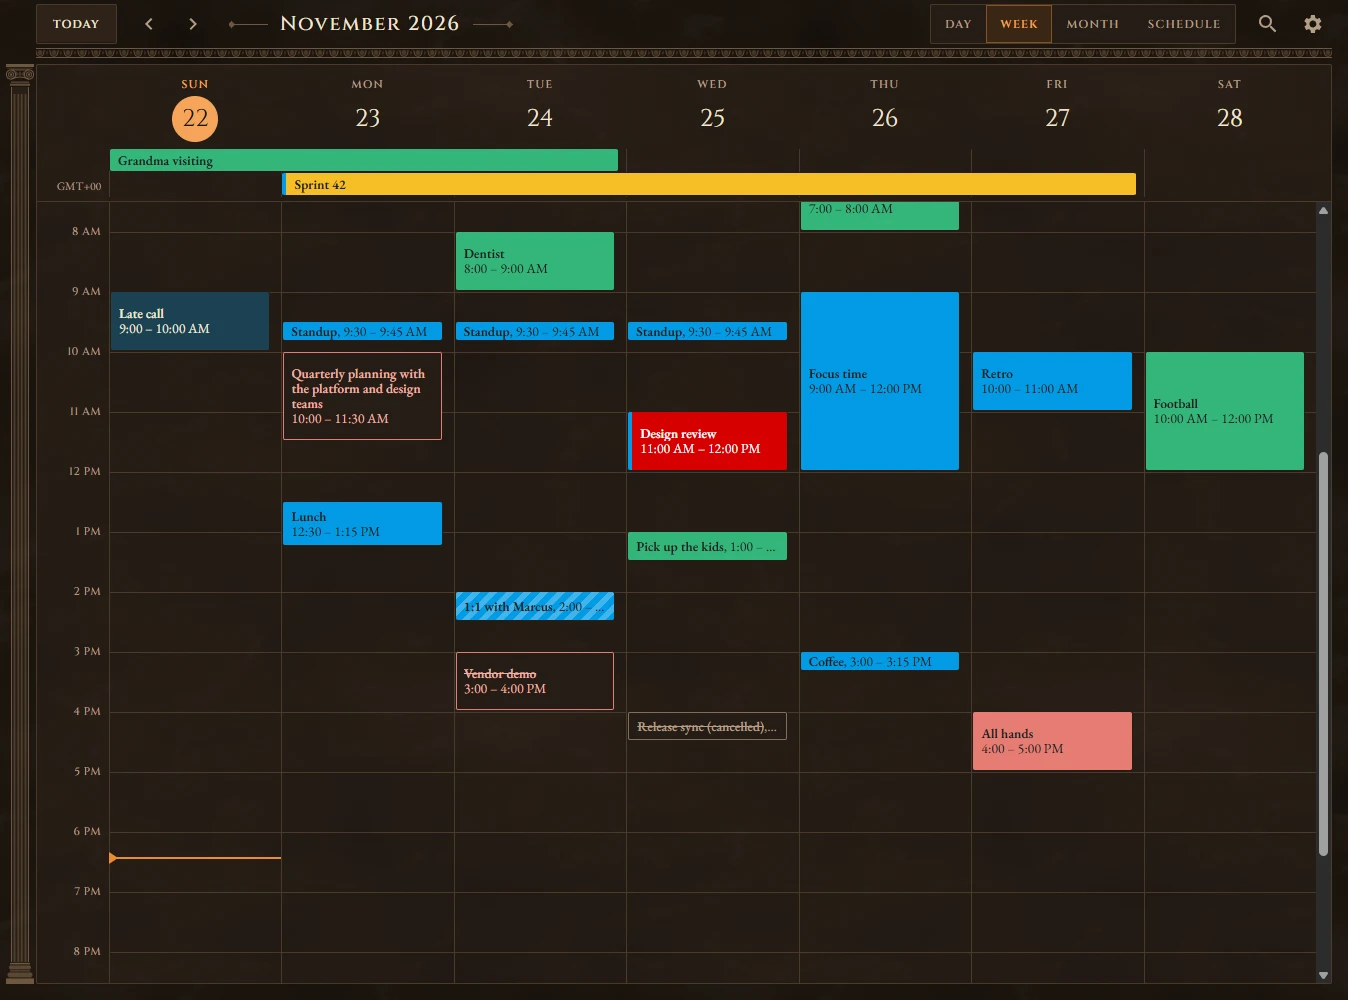 TODAY
NOVEMBER 2026
DAY
WEEK
MONTH
SCHEDULE
SUN
22
MON
23
TUE
24
WED
25
THU
26
FRI
27
SAT
28
GMT+00
Grandma visiting
Sprint 42
8 AM
9 AM
10 AM
11 AM
12 PM
1 PM
2 PM
3 PM
4 PM
5 PM
6 PM
7 PM
8 PM
Late call
9:00 – 10:00 AM
Standup, 9:30 – 9:45 AM
Quarterly planning with
the platform and design
teams
10:00 – 11:30 AM
Lunch
12:30 – 1:15 PM
Dentist
8:00 – 9:00 AM
Standup, 9:30 – 9:45 AM
1:1 with Marcus, 2:00 – ...
Vendor demo
3:00 – 4:00 PM
Standup, 9:30 – 9:45 AM
Design review
11:00 AM – 12:00 PM
Pick up the kids, 1:00 – ...
Release sync (cancelled),...
7:00 – 8:00 AM
Focus time
9:00 AM – 12:00 PM
Coffee, 3:00 – 3:15 PM
Retro
10:00 – 11:00 AM
All hands
4:00 – 5:00 PM
Football
10:00 AM – 12:00 PM